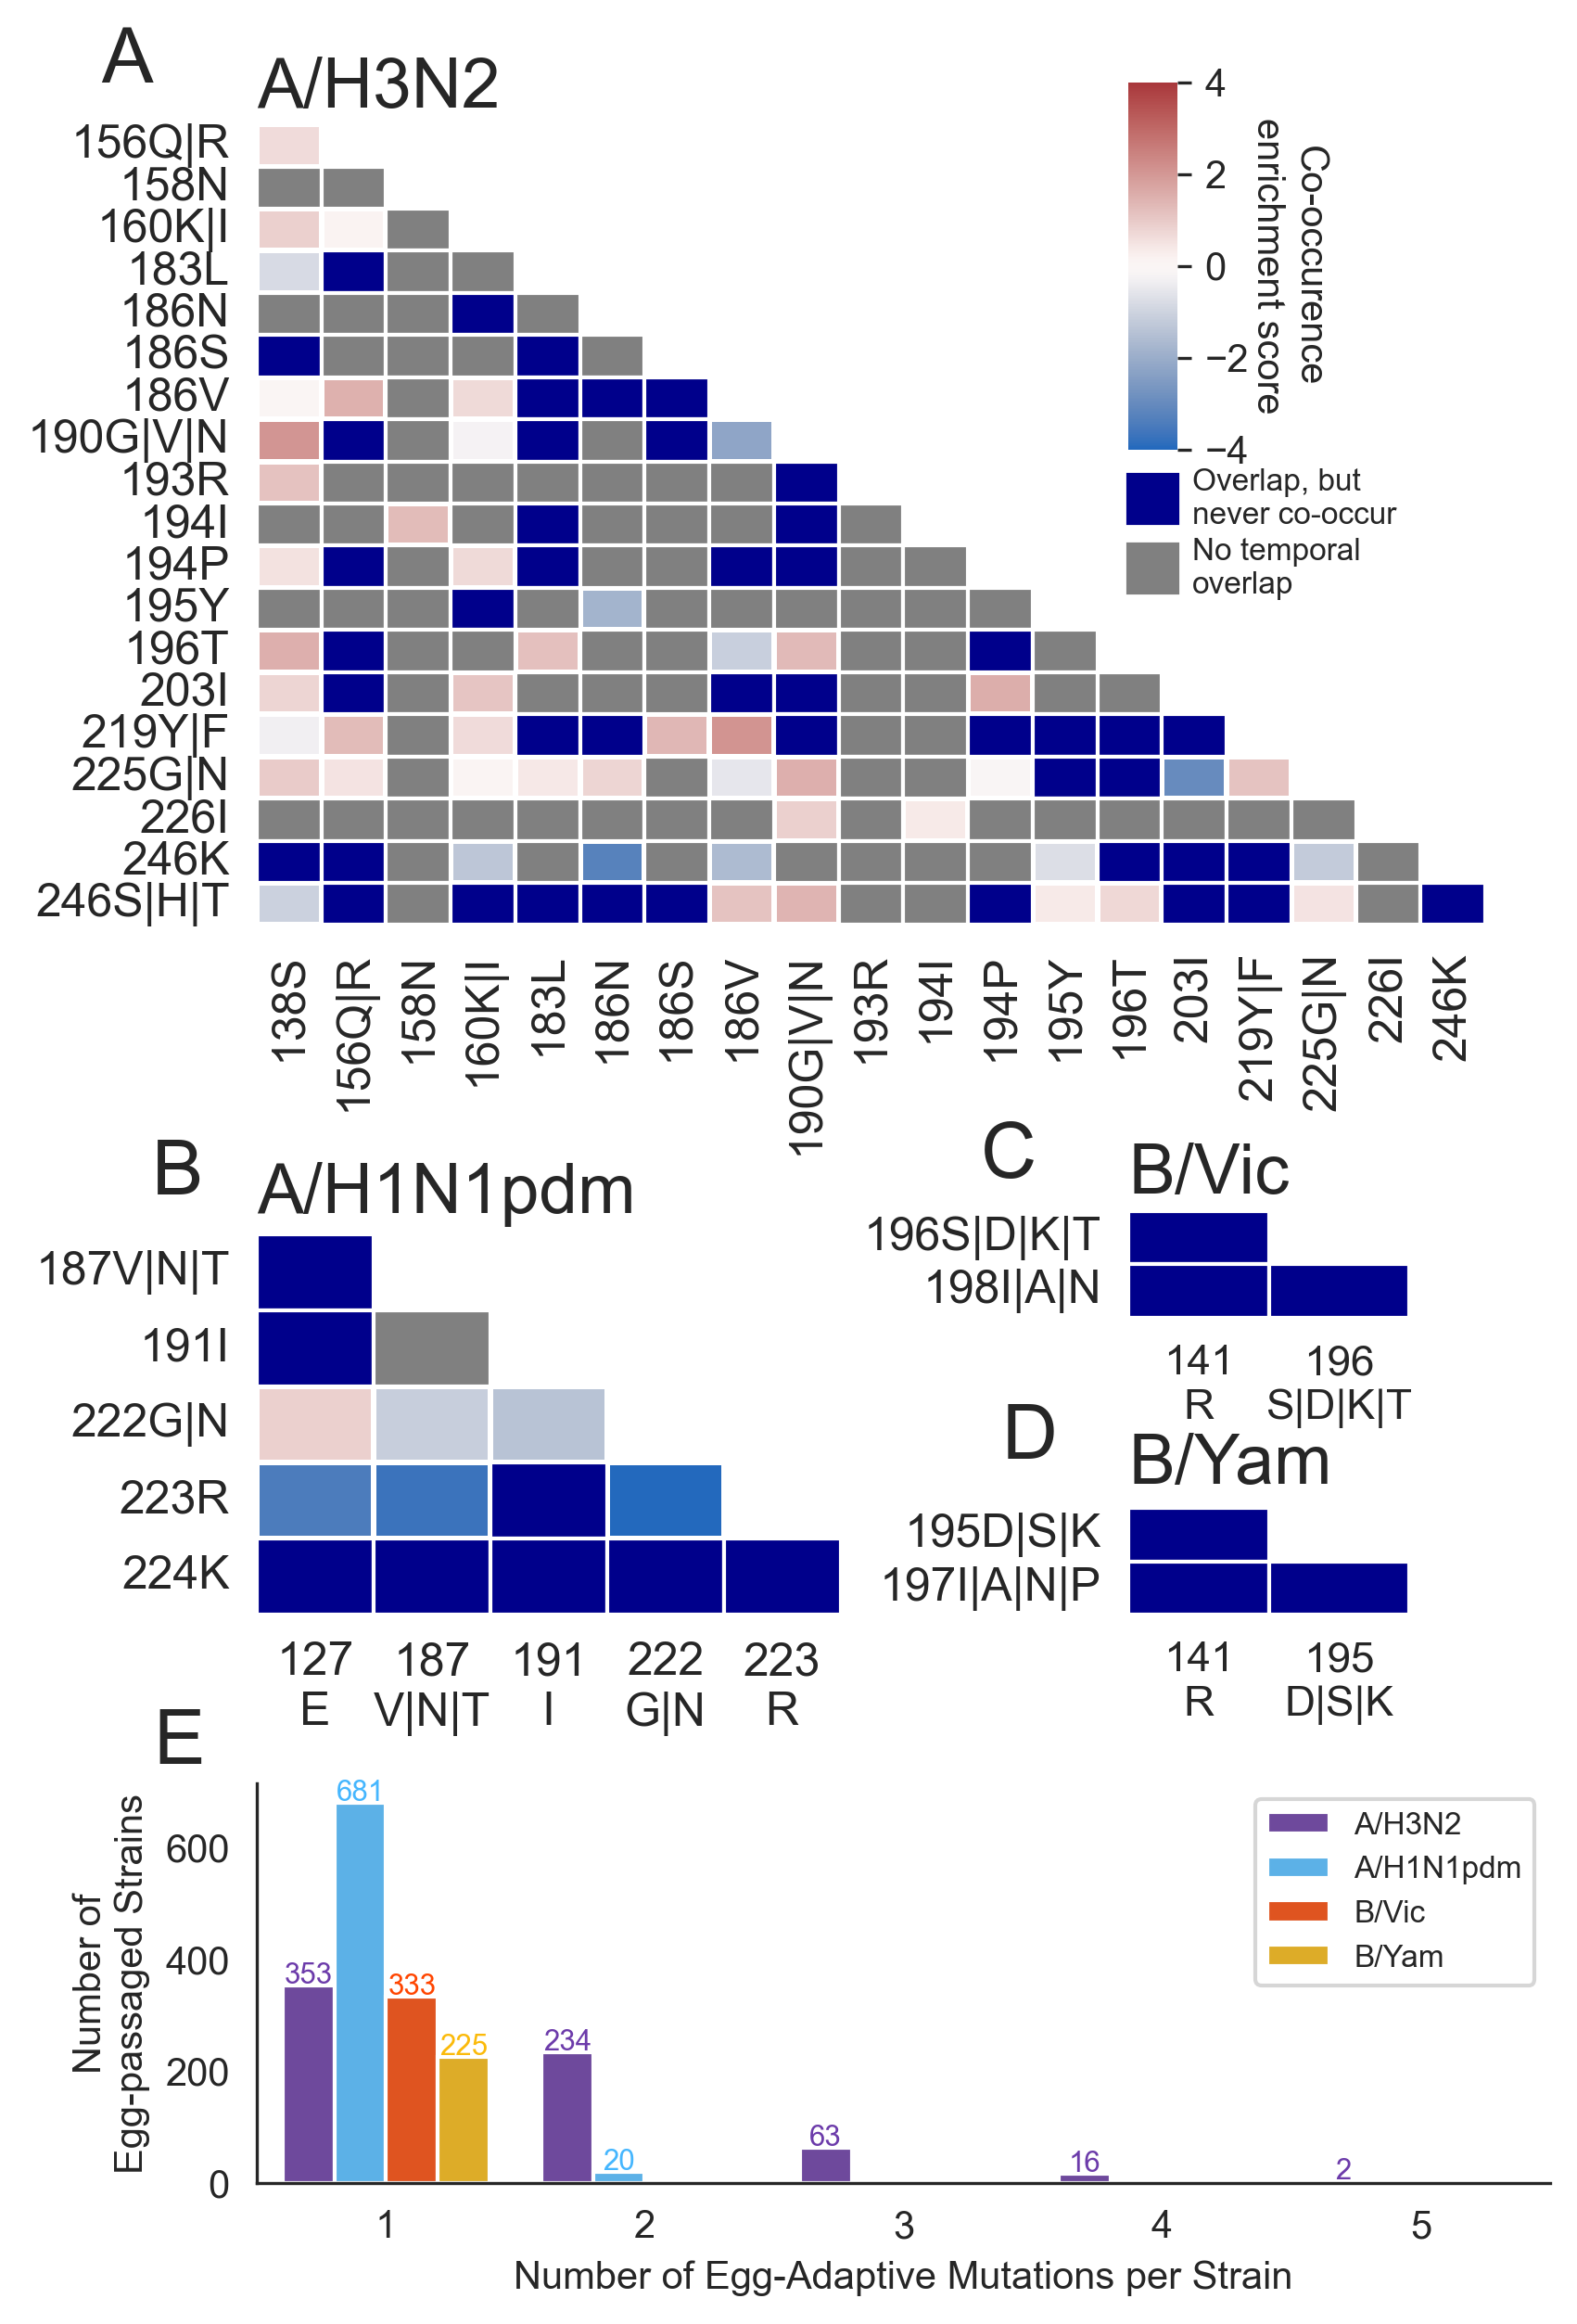 A
A/H3N2
156Q|R
158N
160K|I
183L
186N
186S
186V
190G|V|N
193R
194I
194P
195Y
196T
203I
219Y|F
225G|N
226I
246K
246S|H|T
138S
156Q|R
158N
160K|I
183L
186N
186S
186V
190G|V|N
193R
194I
194P
195Y
196T
203I
219Y|F
225G|N
226I
246K
4
2
0
−2
−4
Co-occurence
enrichment score
Overlap, but
never co-occur
No temporal
overlap
B
A/H1N1pdm
187V|N|T
191I
222G|N
223R
224K
127
E
187
V|N|T
191
I
222
G|N
223
R
C
B/Vic
196S|D|K|T
198I|A|N
141
R
196
S|D|K|T
D
B/Yam
195D|S|K
197I|A|N|P
141
R
195
D|S|K
E
Number of
Egg-passaged Strains
600
400
200
0
353
681
333
225
234
20
63
16
2
1
2
3
4
5
Number of Egg-Adaptive Mutations per Strain
A/H3N2
A/H1N1pdm
B/Vic
B/Yam